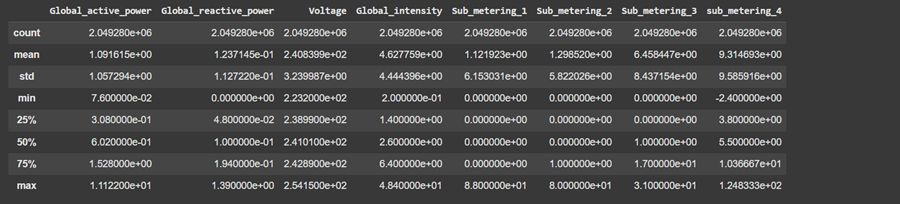 Global_active_power Global_reactive_power Voltage Global_intensity Sub_metering_1 Sub_metering_2 Sub_metering_3 sub_metering_4
count 2.049280e+06 2.049280e+06 2.049280e+06 2.049280e+06 2.049280e+06 2.049280e+06 2.049280e+06 2.049280e+06
mean 1.091615e+00 1.237145e-01 2.408399e+02 4.627759e+00 1.121923e+00 1.298520e+00 6.458447e+00 9.314693e+00
std 1.057294e+00 1.127220e-01 3.239987e+00 4.444396e+00 6.153031e+00 5.822026e+00 8.437154e+00 9.585916e+00
min 7.600000e-02 0.000000e+00 2.232000e+02 2.000000e-01 0.000000e+00 0.000000e+00 0.000000e+00 -2.400000e+00
25% 3.080000e-01 4.800000e-02 2.389900e+02 1.400000e+00 0.000000e+00 0.000000e+00 0.000000e+00 3.800000e+00
50% 6.020000e-01 1.000000e-01 2.410100e+02 2.600000e+00 0.000000e+00 0.000000e+00 1.000000e+00 5.500000e+00
75% 1.528000e+00 1.940000e-01 2.428900e+02 6.400000e+00 0.000000e+00 1.000000e+00 1.700000e+01 1.036667e+01
max 1.112200e+01 1.390000e+00 2.541500e+02 4.840000e+01 8.800000e+01 8.000000e+01 3.100000e+01 1.248333e+02